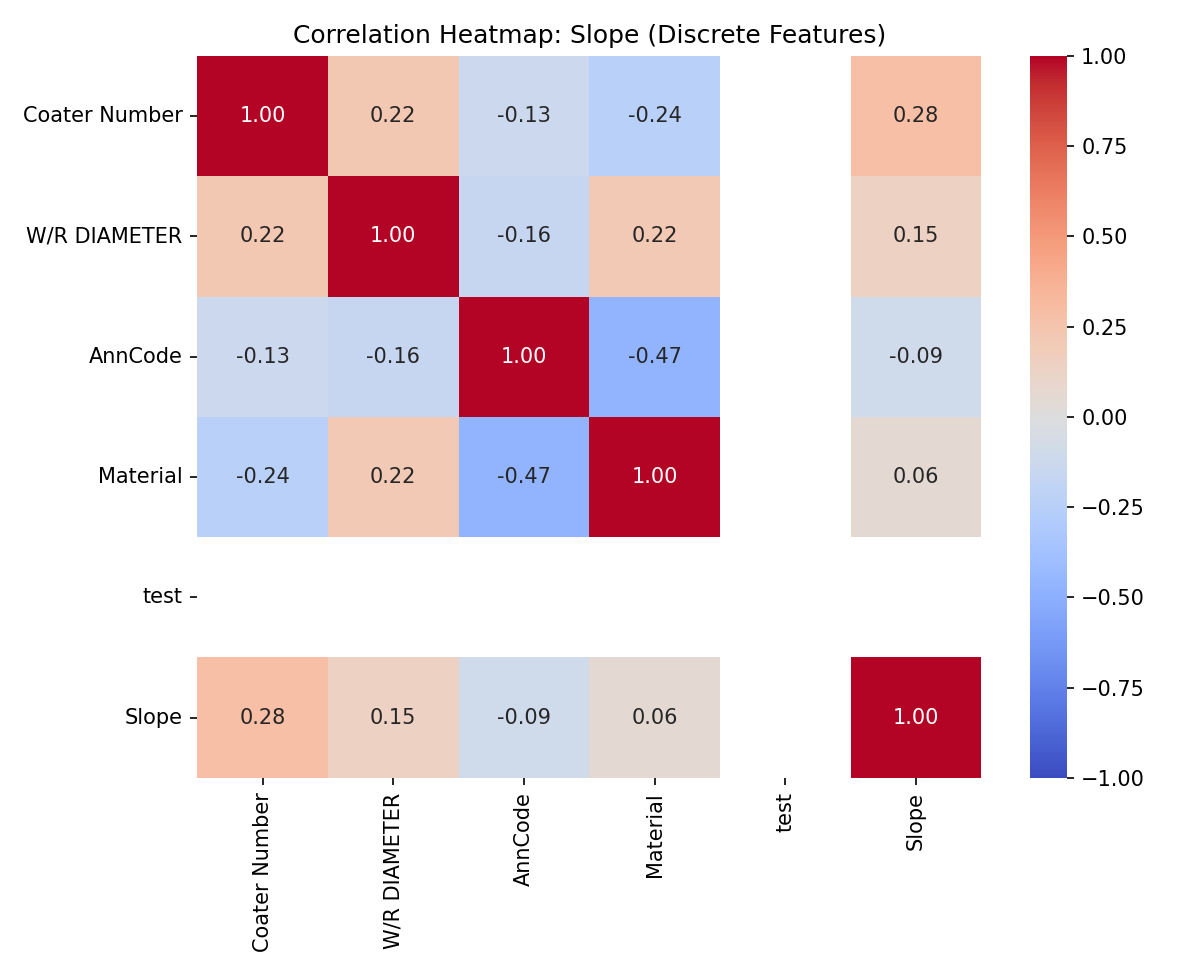 Correlation Heatmap: Slope (Discrete Features)
Coater Number 1.00 0.22 -0.13 -0.24 0.28
W/R DIAMETER 0.22 1.00 -0.16 0.22 0.15
AnnCode -0.13 -0.16 1.00 -0.47 -0.09
Material -0.24 0.22 -0.47 1.00 0.06
test
Slope 0.28 0.15 -0.09 0.06 1.00
Coater Number
W/R DIAMETER
AnnCode
Material
test
Slope
1.00
0.75
0.50
0.25
0.00
−0.25
−0.50
−0.75
−1.00